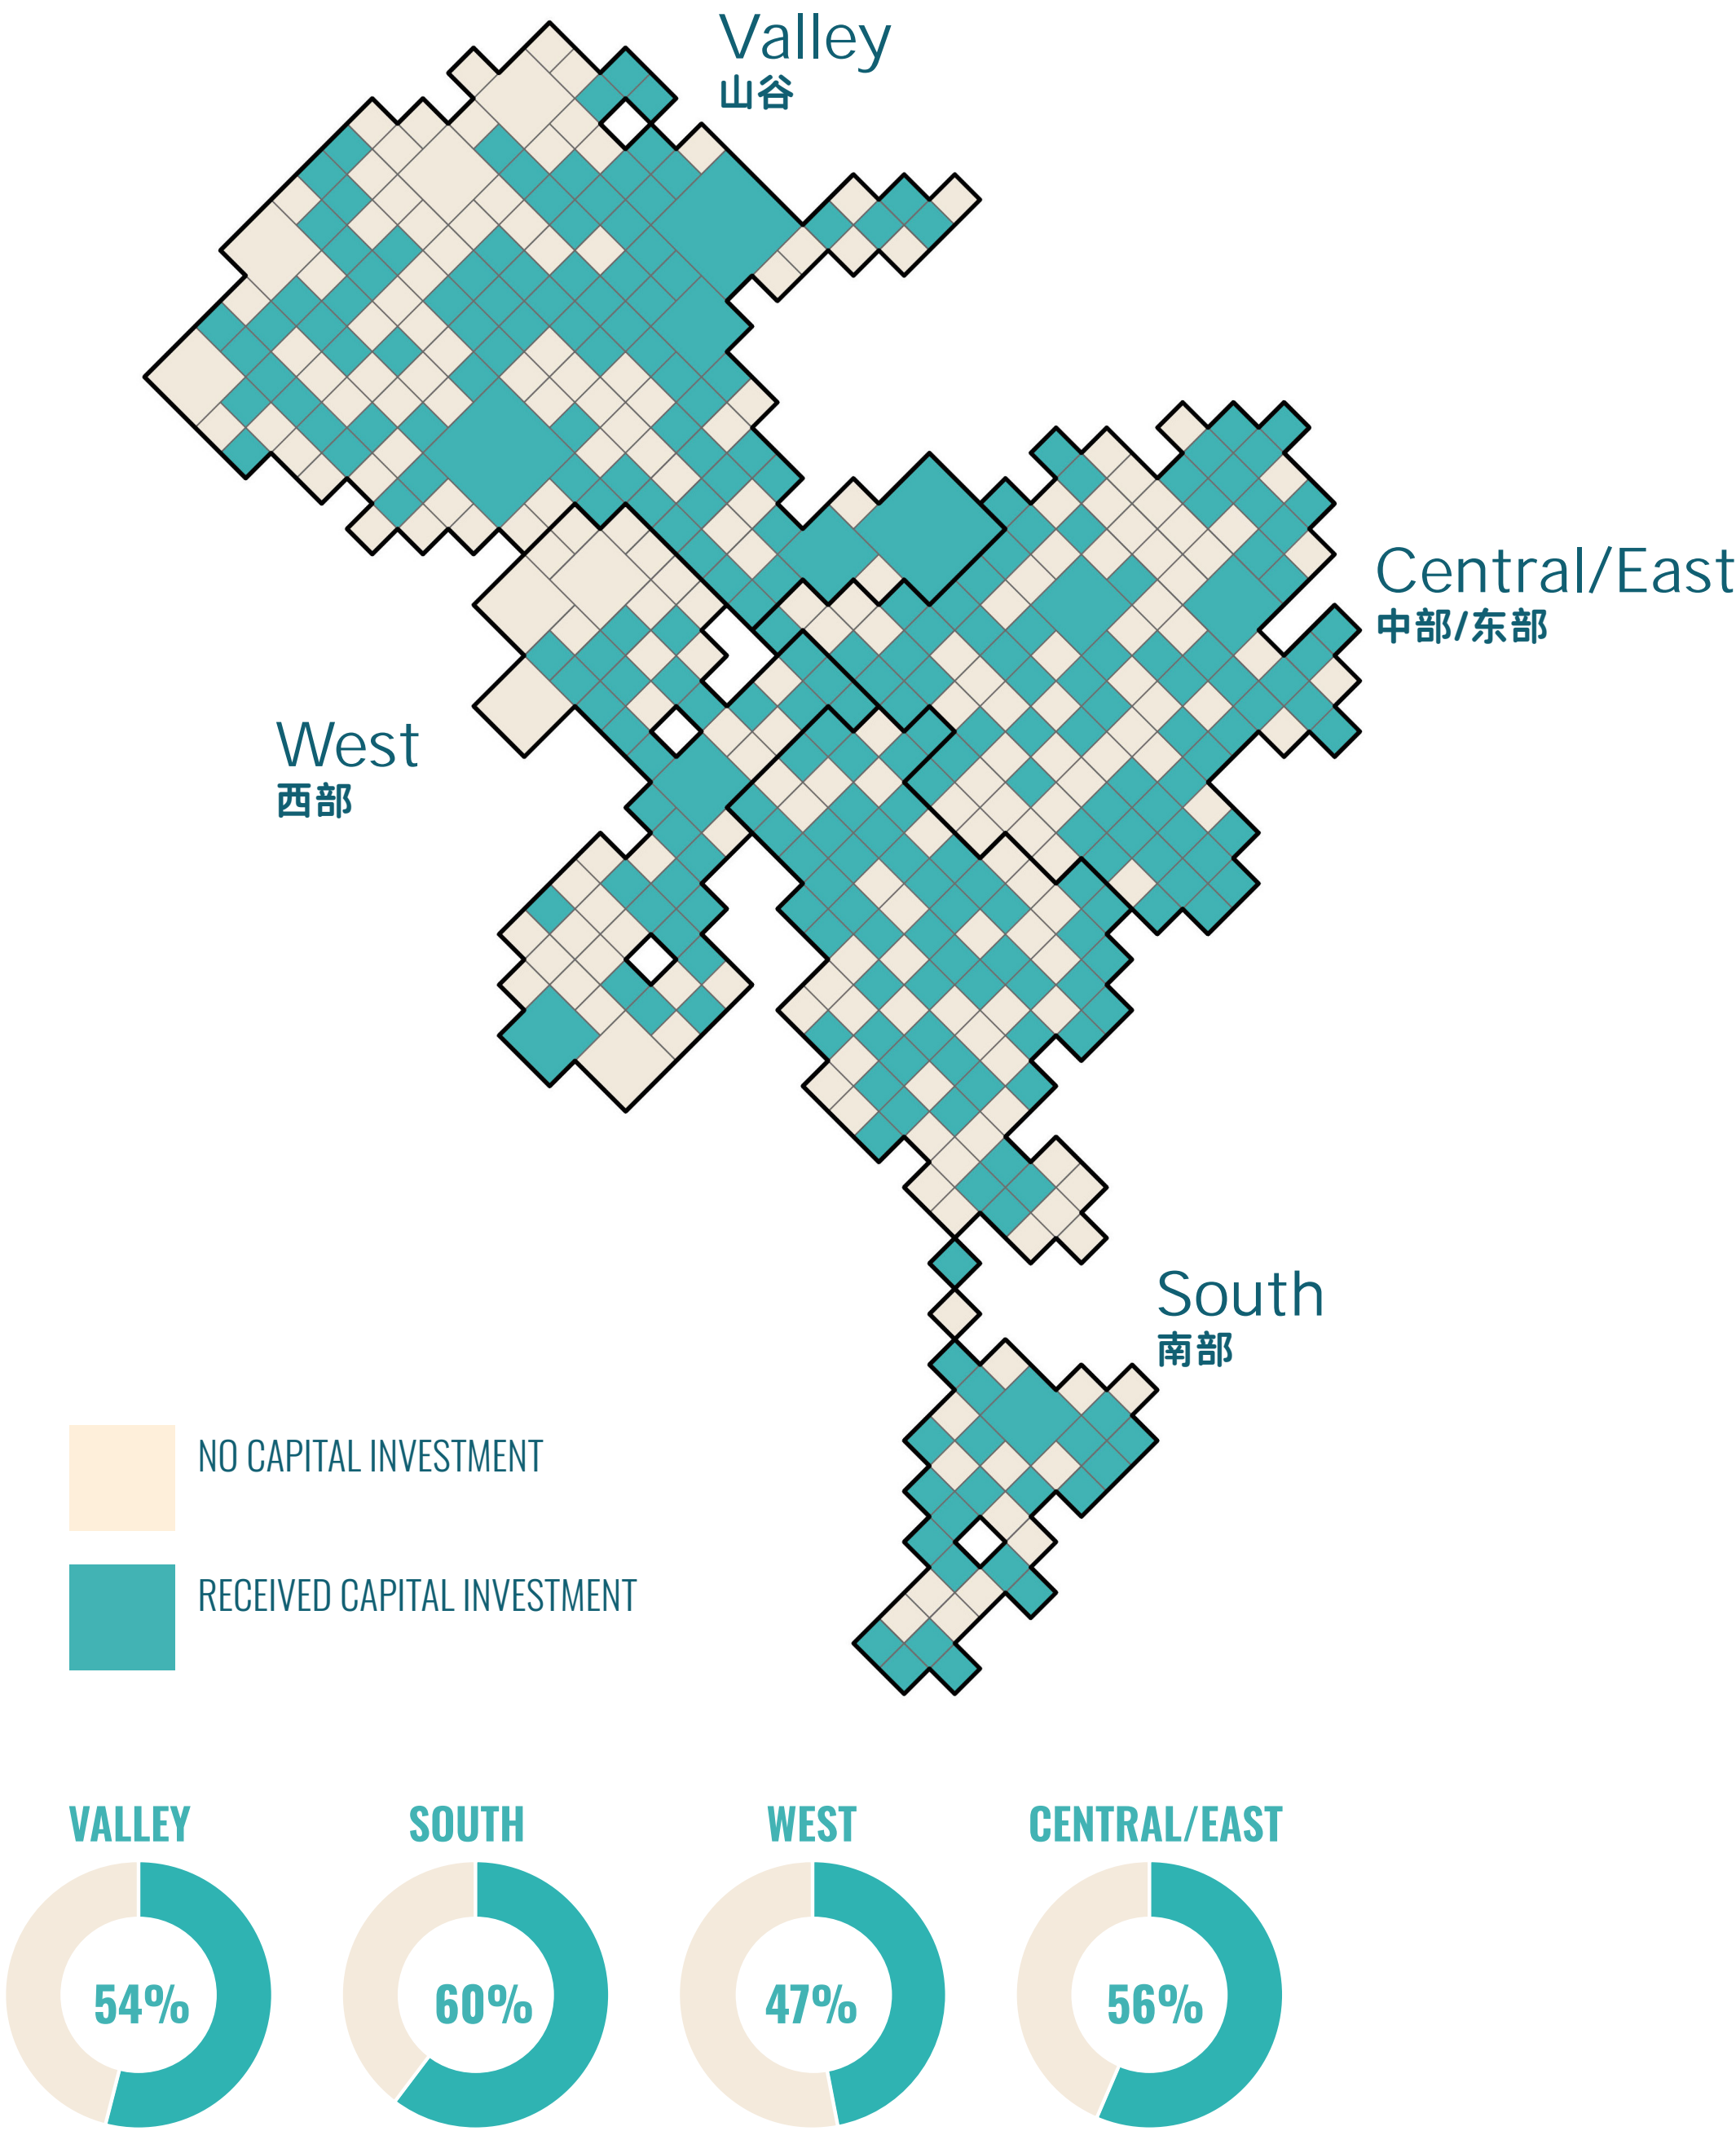 Valley
山谷
Central/East
中部/东部
West
西部
South
南部
NO CAPITAL INVESTMENT
RECEIVED CAPITAL INVESTMENT
VALLEY
SOUTH
WEST
CENTRAL/EAST
54%
60%
47%
56%